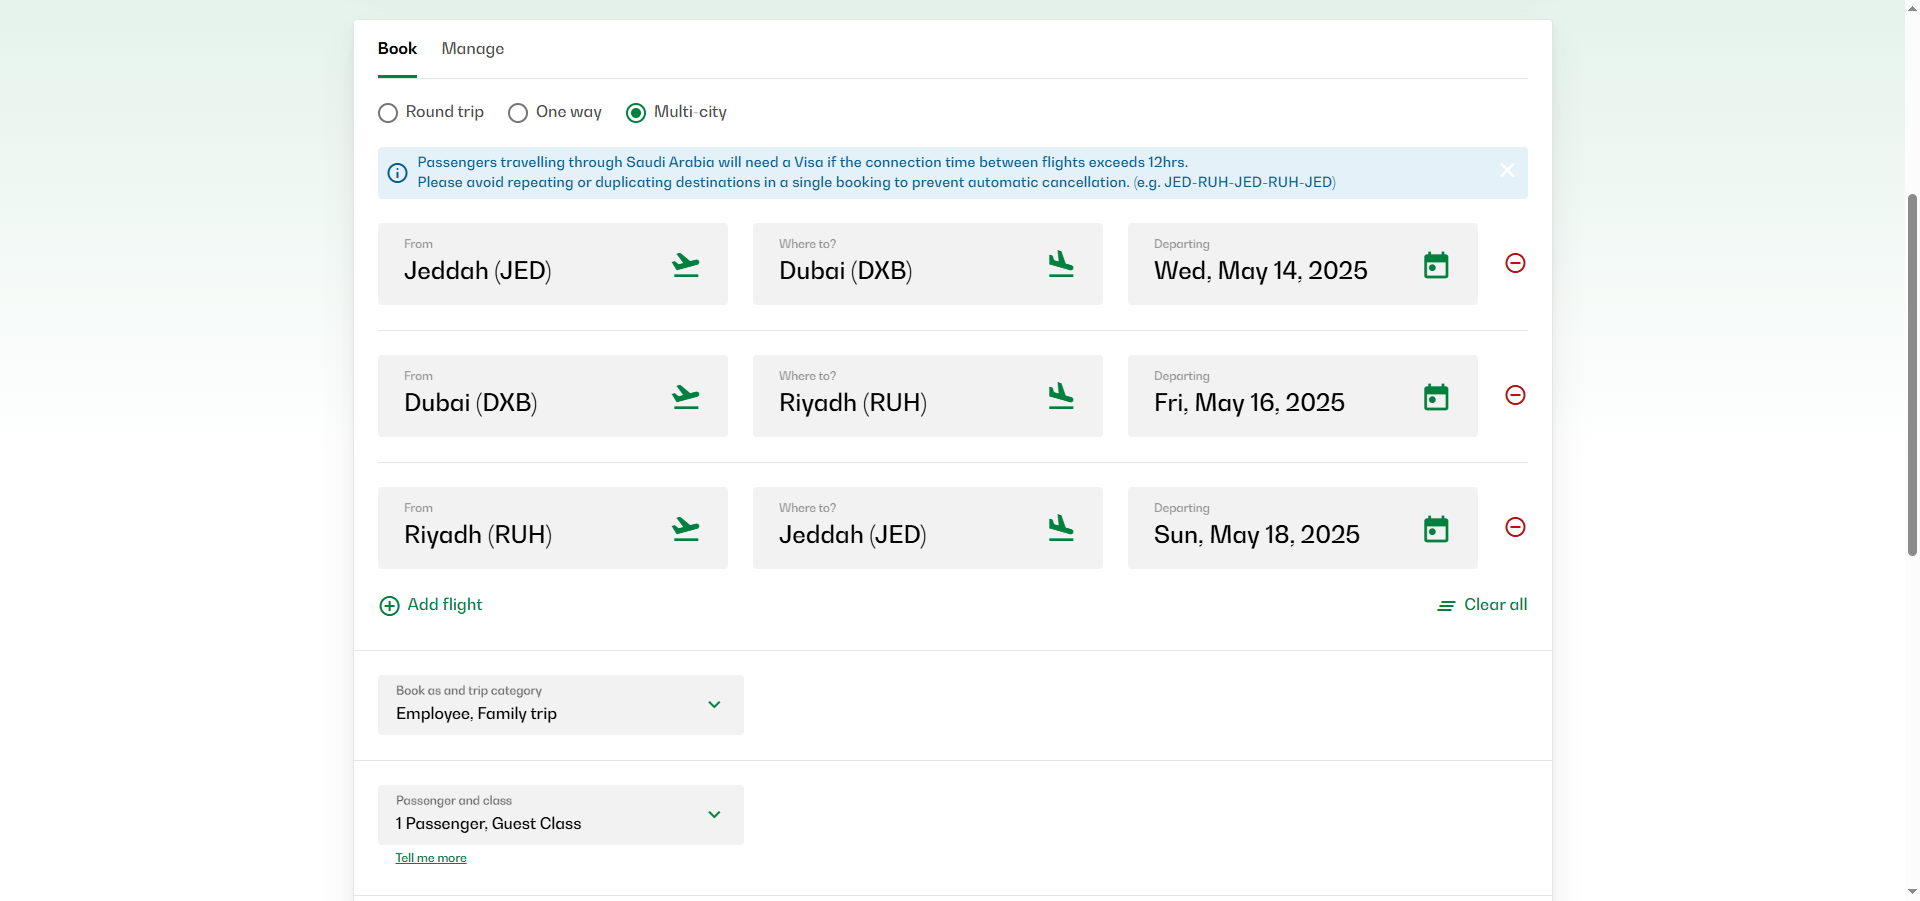 Book Manage
Round trip One way Multi-city
Passengers travelling through Saudi Arabia will need a Visa if the connection time between flights exceeds 12hrs.
Please avoid repeating or duplicating destinations in a single booking to prevent automatic cancellation. (e.g. JED-RUH-JED-RUH-JED)
From Where to? Departing
Jeddah (JED) Dubai (DXB) Wed, May 14, 2025
From Where to? Departing
Dubai (DXB) Riyadh (RUH) Fri, May 16, 2025
From Where to? Departing
Riyadh (RUH) Jeddah (JED) Sun, May 18, 2025
Add flight Clear all
Book as and trip category
Employee, Family trip
Passenger and class
1 Passenger, Guest Class
Tell me more